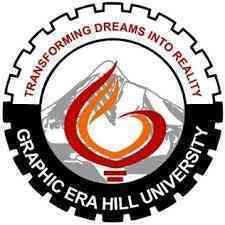 TRANSFORMING DREAMS INTO REALITY
GRAPHIC ERA HILL UNIVERSITY